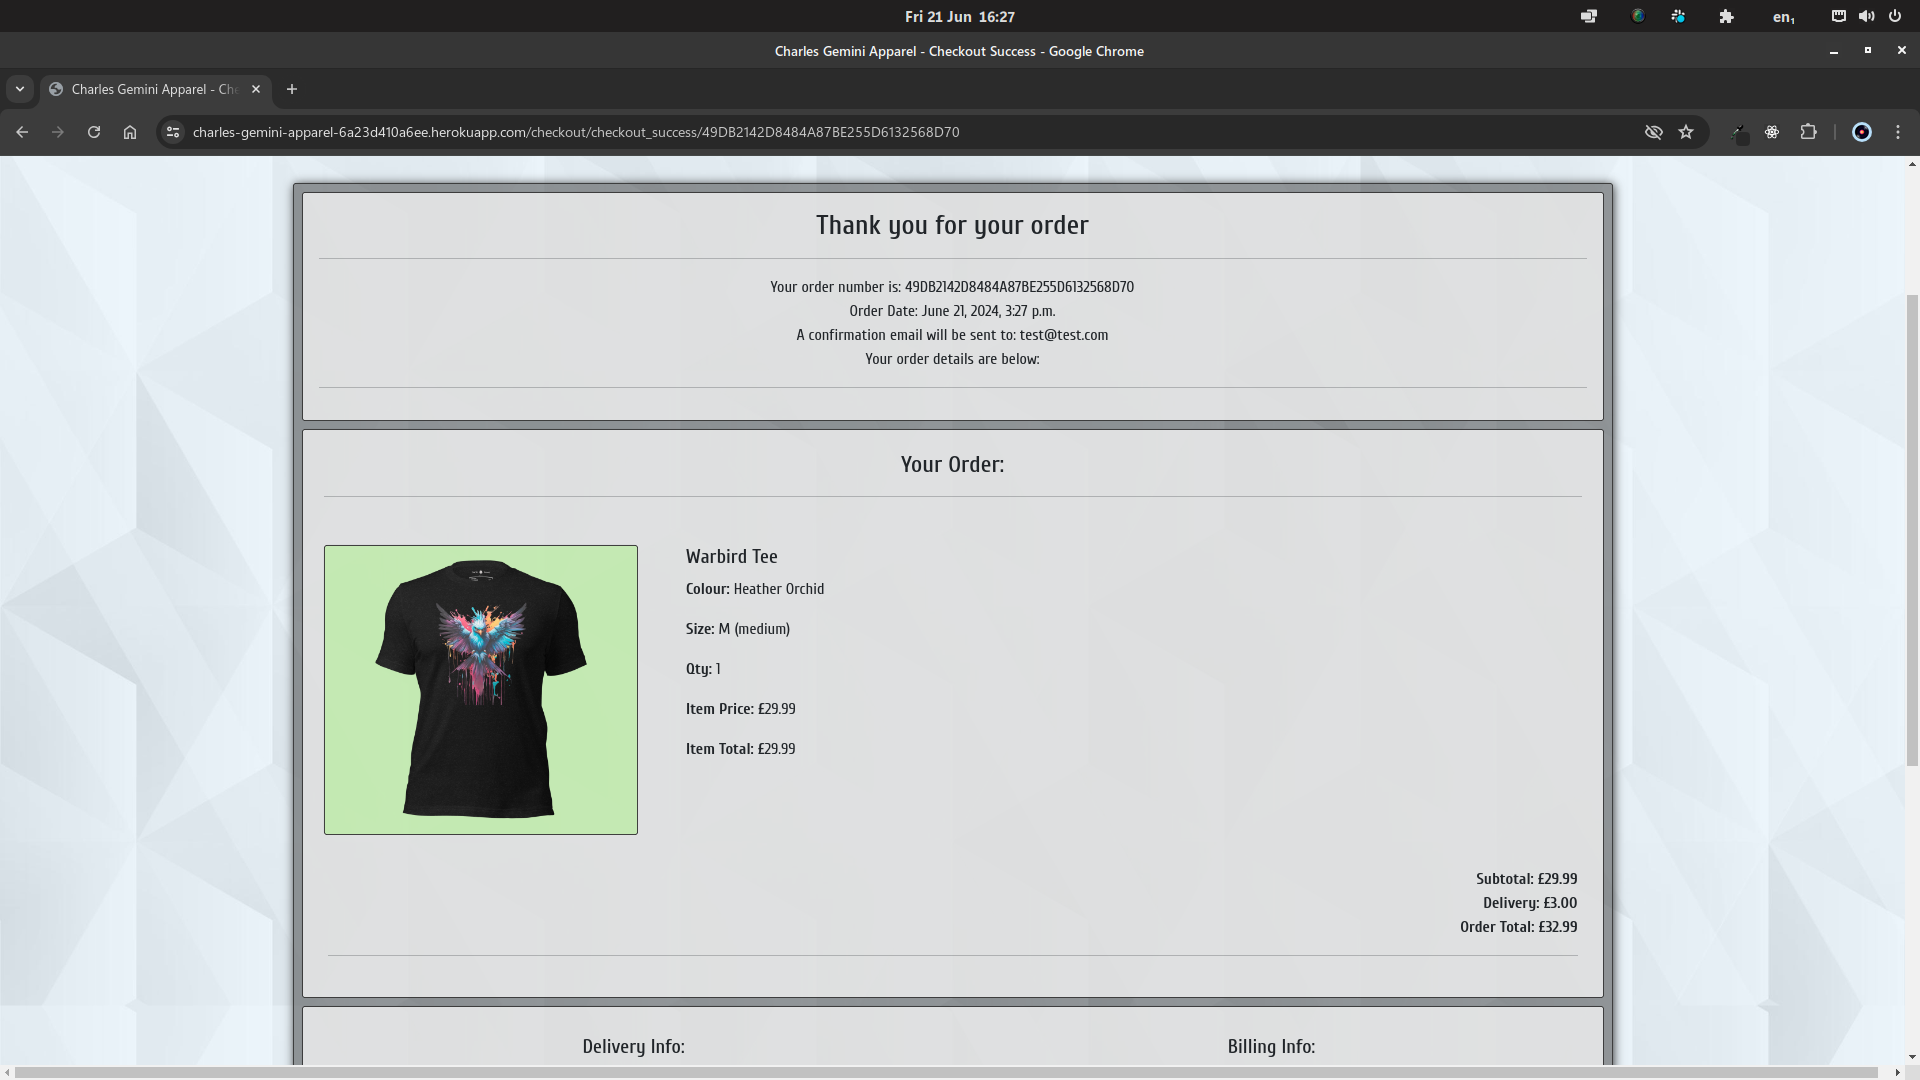 Fri 21 Jun 16:27
en₁
Charles Gemini Apparel - Checkout Success - Google Chrome
Charles Gemini Apparel - Che
charles-gemini-apparel-6a23d410a6ee.herokuapp.com/checkout/checkout_success/49DB2142D8484A87BE255D6132568D70
Thank you for your order
Your order number is: 49DB2142D8484A87BE255D6132568D70
Order Date: June 21, 2024, 3:27 p.m.
A confirmation email will be sent to: test@test.com
Your order details are below:
Your Order:
Warbird Tee
Colour: Heather Orchid
Size: M (medium)
Qty: 1
Item Price: £29.99
Item Total: £29.99
Subtotal: £29.99
Delivery: £3.00
Order Total: £32.99
Delivery Info:
Billing Info: